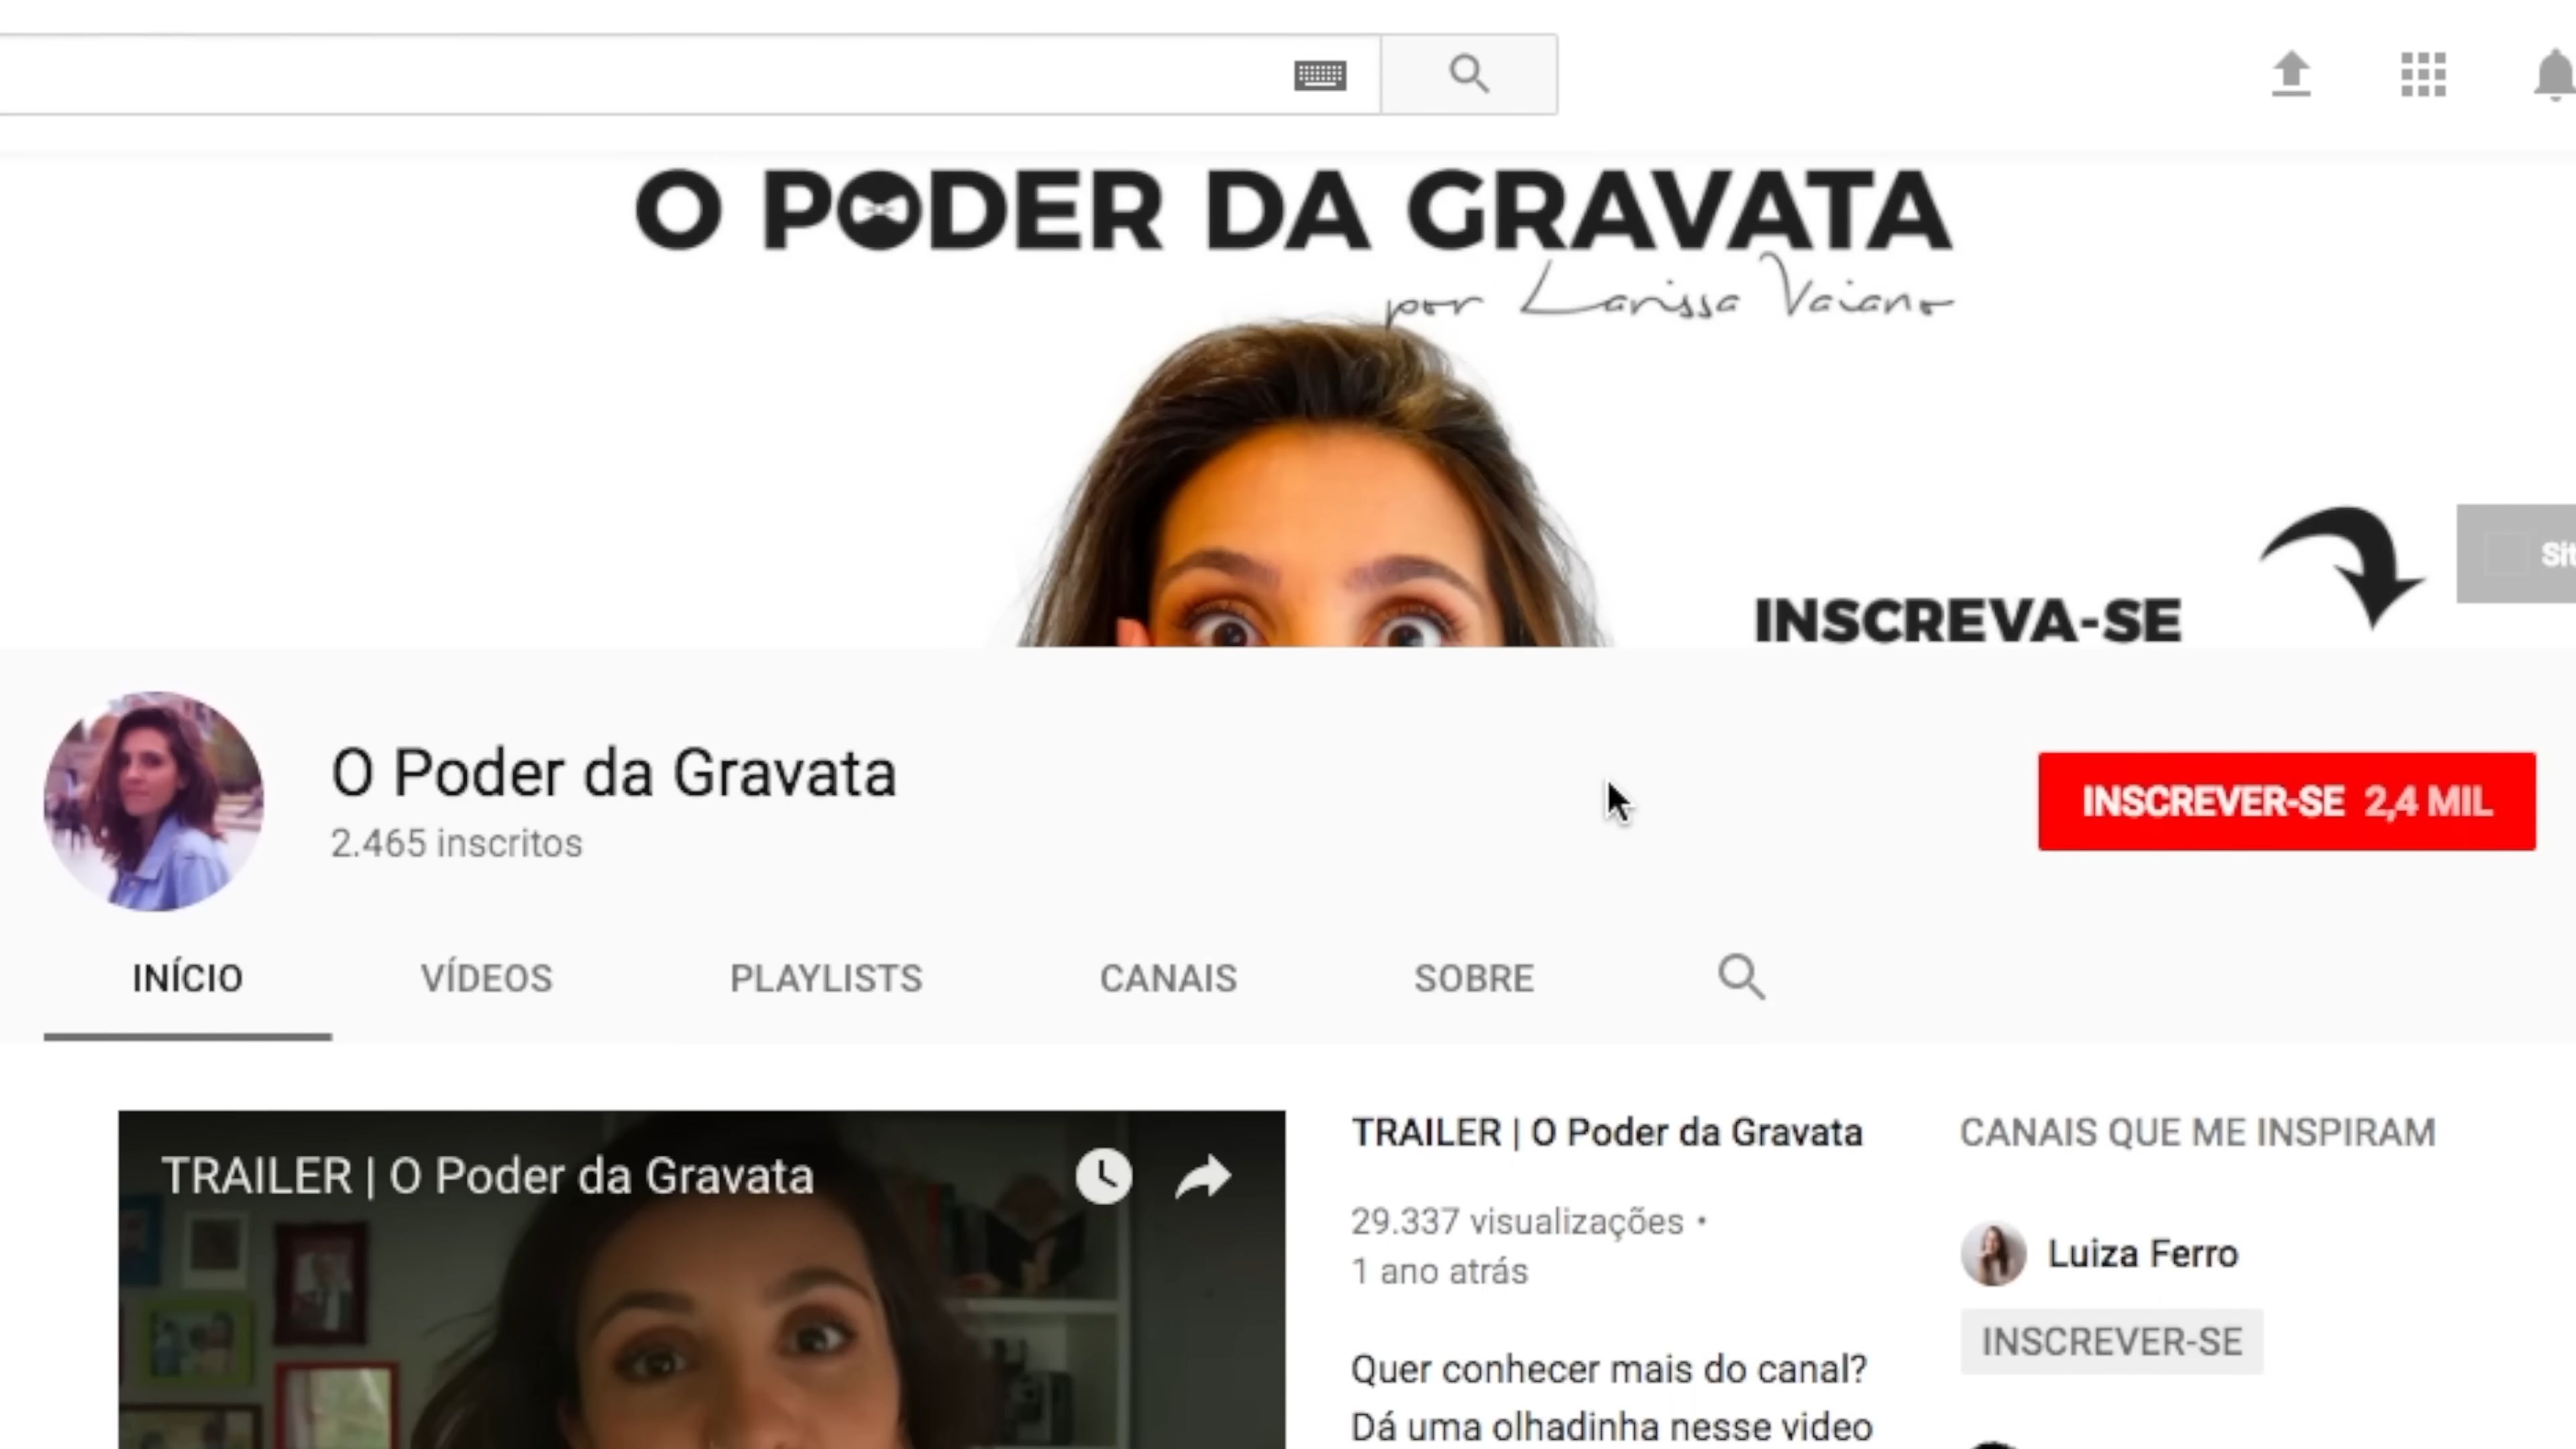 O PODER DA GRAVATA
por Larissa Vaiano
INSCREVA-SE
O Poder da Gravata
2.465 inscritos
INSCREVER-SE 2,4 MIL
INÍCIO VÍDEOS PLAYLISTS CANAIS SOBRE
TRAILER | O Poder da Gravata
TRAILER | O Poder da Gravata
29.337 visualizações •
1 ano atrás
Quer conhecer mais do canal?
Dá uma olhadinha nesse video
CANAIS QUE ME INSPIRAM
Luiza Ferro
INSCREVER-SE